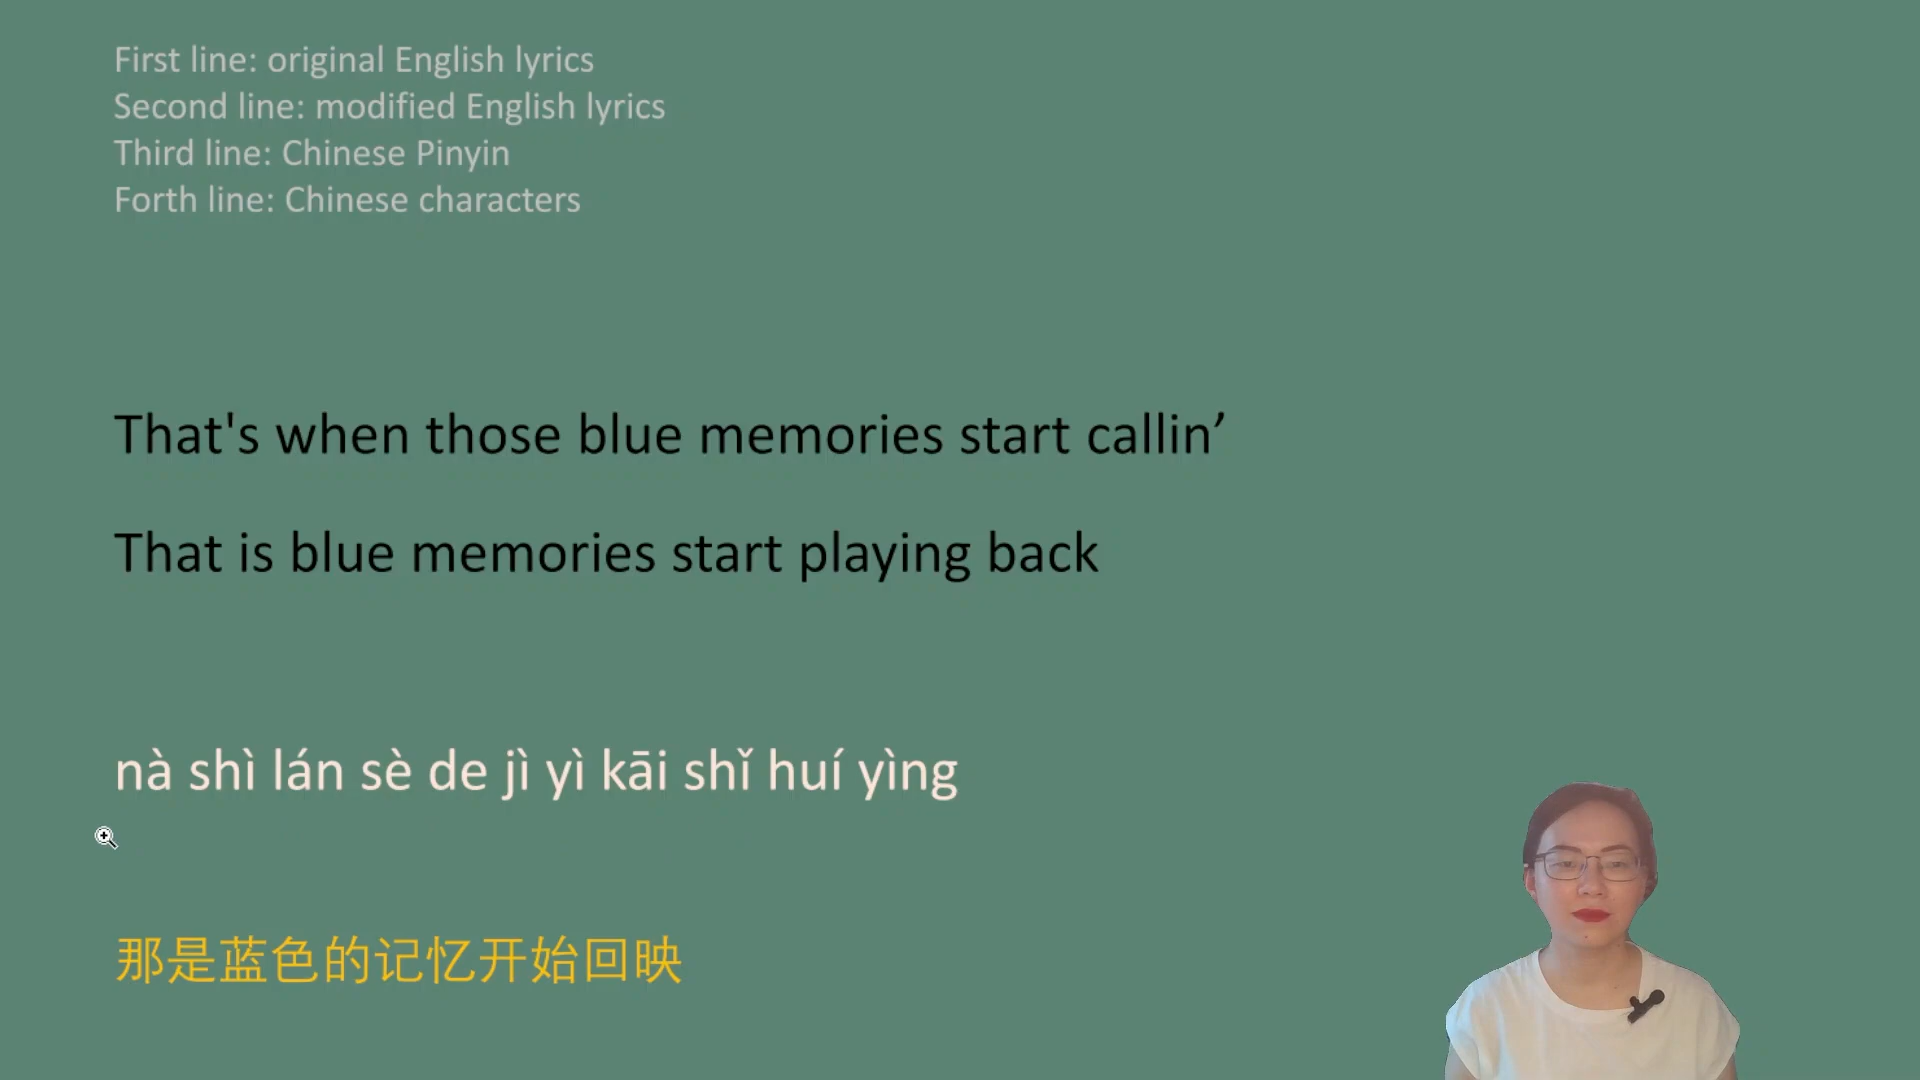 First line: original English lyrics
Second line: modified English lyrics
Third line: Chinese Pinyin
Forth line: Chinese characters
That's when those blue memories start callin’
That is blue memories start playing back
nà shì lán sè de jì yì kāi shǐ huí yìng
那是蓝色的记忆开始回映